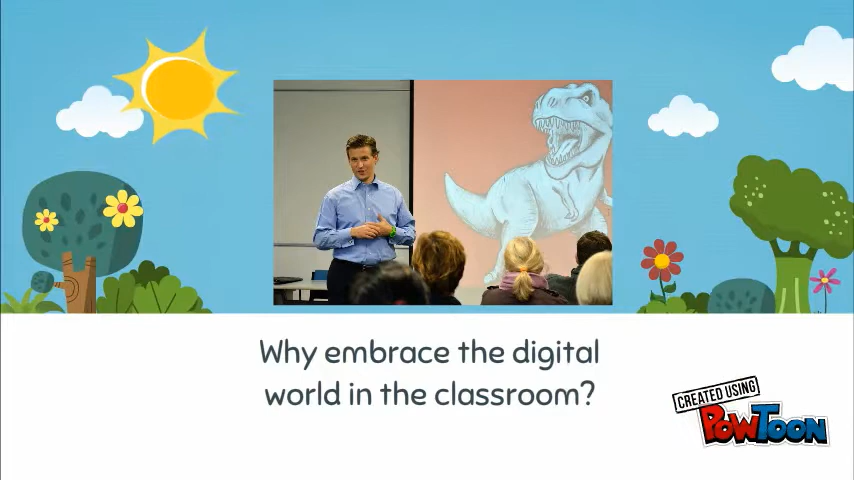 Why embrace the digital
world in the classroom?
CREATED USING
POWTOON